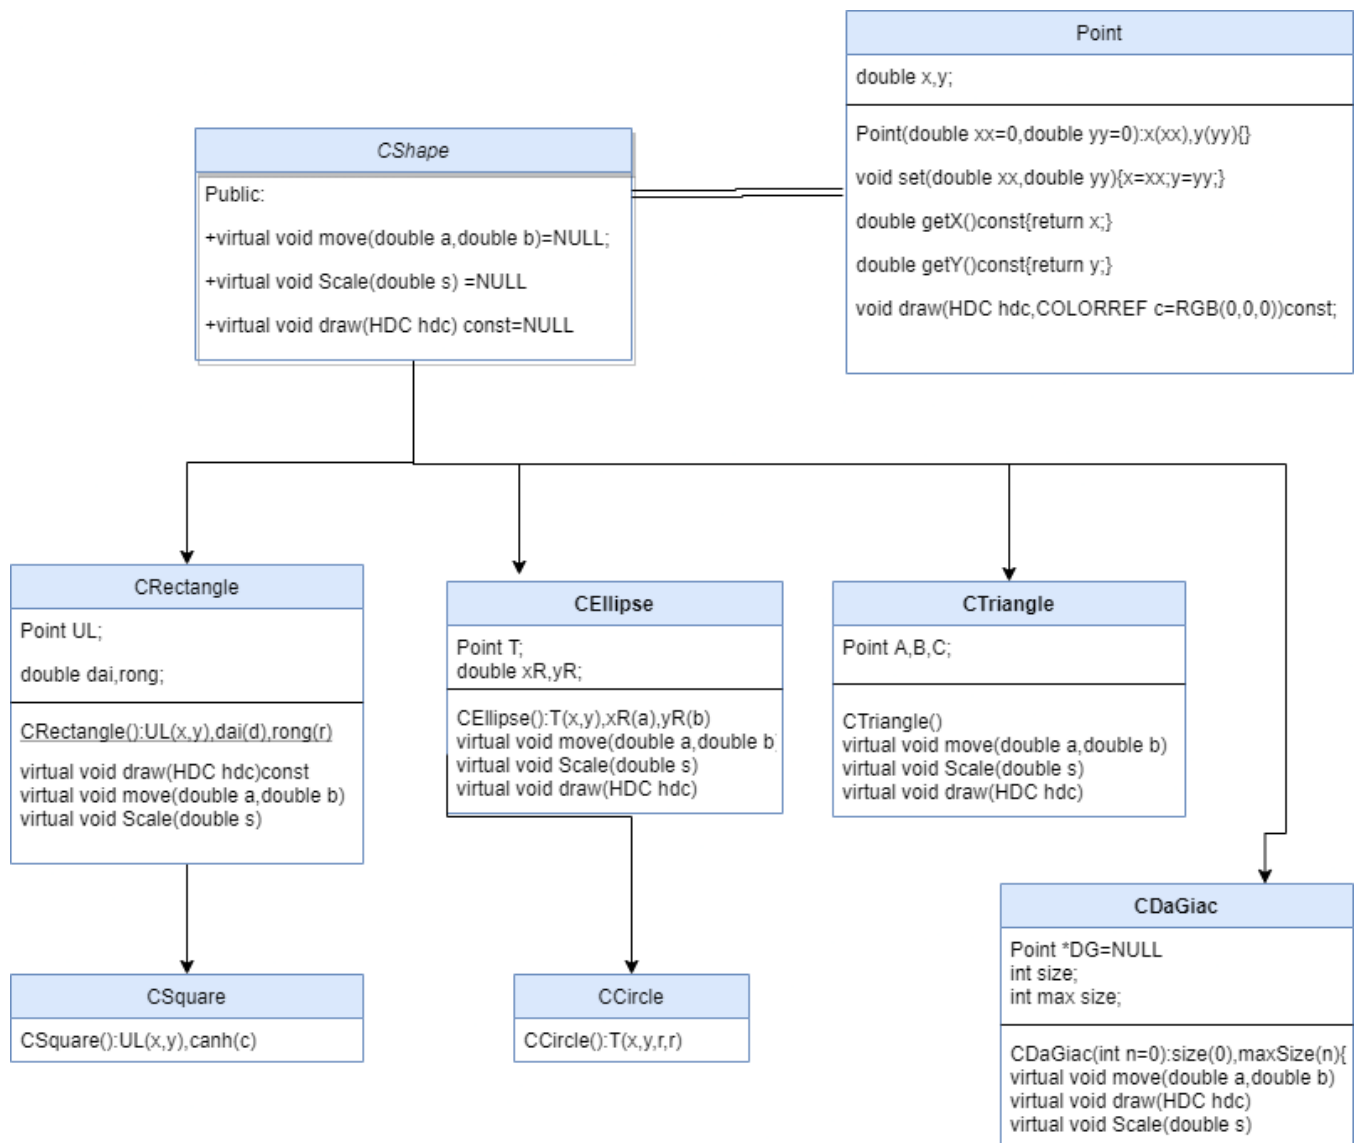 Point
double x,y;
Point(double xx=0,double yy=0):x(xx),y(yy){}
void set(double xx,double yy){x=xx;y=yy;}
double getX()const{return x;}
double getY()const{return y;}
void draw(HDC hdc,COLORREF c=RGB(0,0,0))const;
CShape
Public:
+virtual void move(double a,double b)=NULL;
+virtual void Scale(double s) =NULL
+virtual void draw(HDC hdc) const=NULL
CRectangle
Point UL;
double dai,rong;
CRectangle():UL(x,y),dai(d),rong(r)
virtual void draw(HDC hdc)const
virtual void move(double a,double b)
virtual void Scale(double s)
CEllipse
Point T;
double xR,yR;
CEllipse():T(x,y),xR(a),yR(b)
virtual void move(double a,double b)
virtual void Scale(double s)
virtual void draw(HDC hdc)
CTriangle
Point A,B,C;
CTriangle()
virtual void move(double a,double b)
virtual void Scale(double s)
virtual void draw(HDC hdc)
CSquare
CSquare():UL(x,y),canh(c)
CCircle
CCircle():T(x,y,r,r)
CDaGiac
Point *DG=NULL
int size;
int max size;
CDaGiac(int n=0):size(0),maxSize(n){
virtual void move(double a,double b)
virtual void draw(HDC hdc)
virtual void Scale(double s)